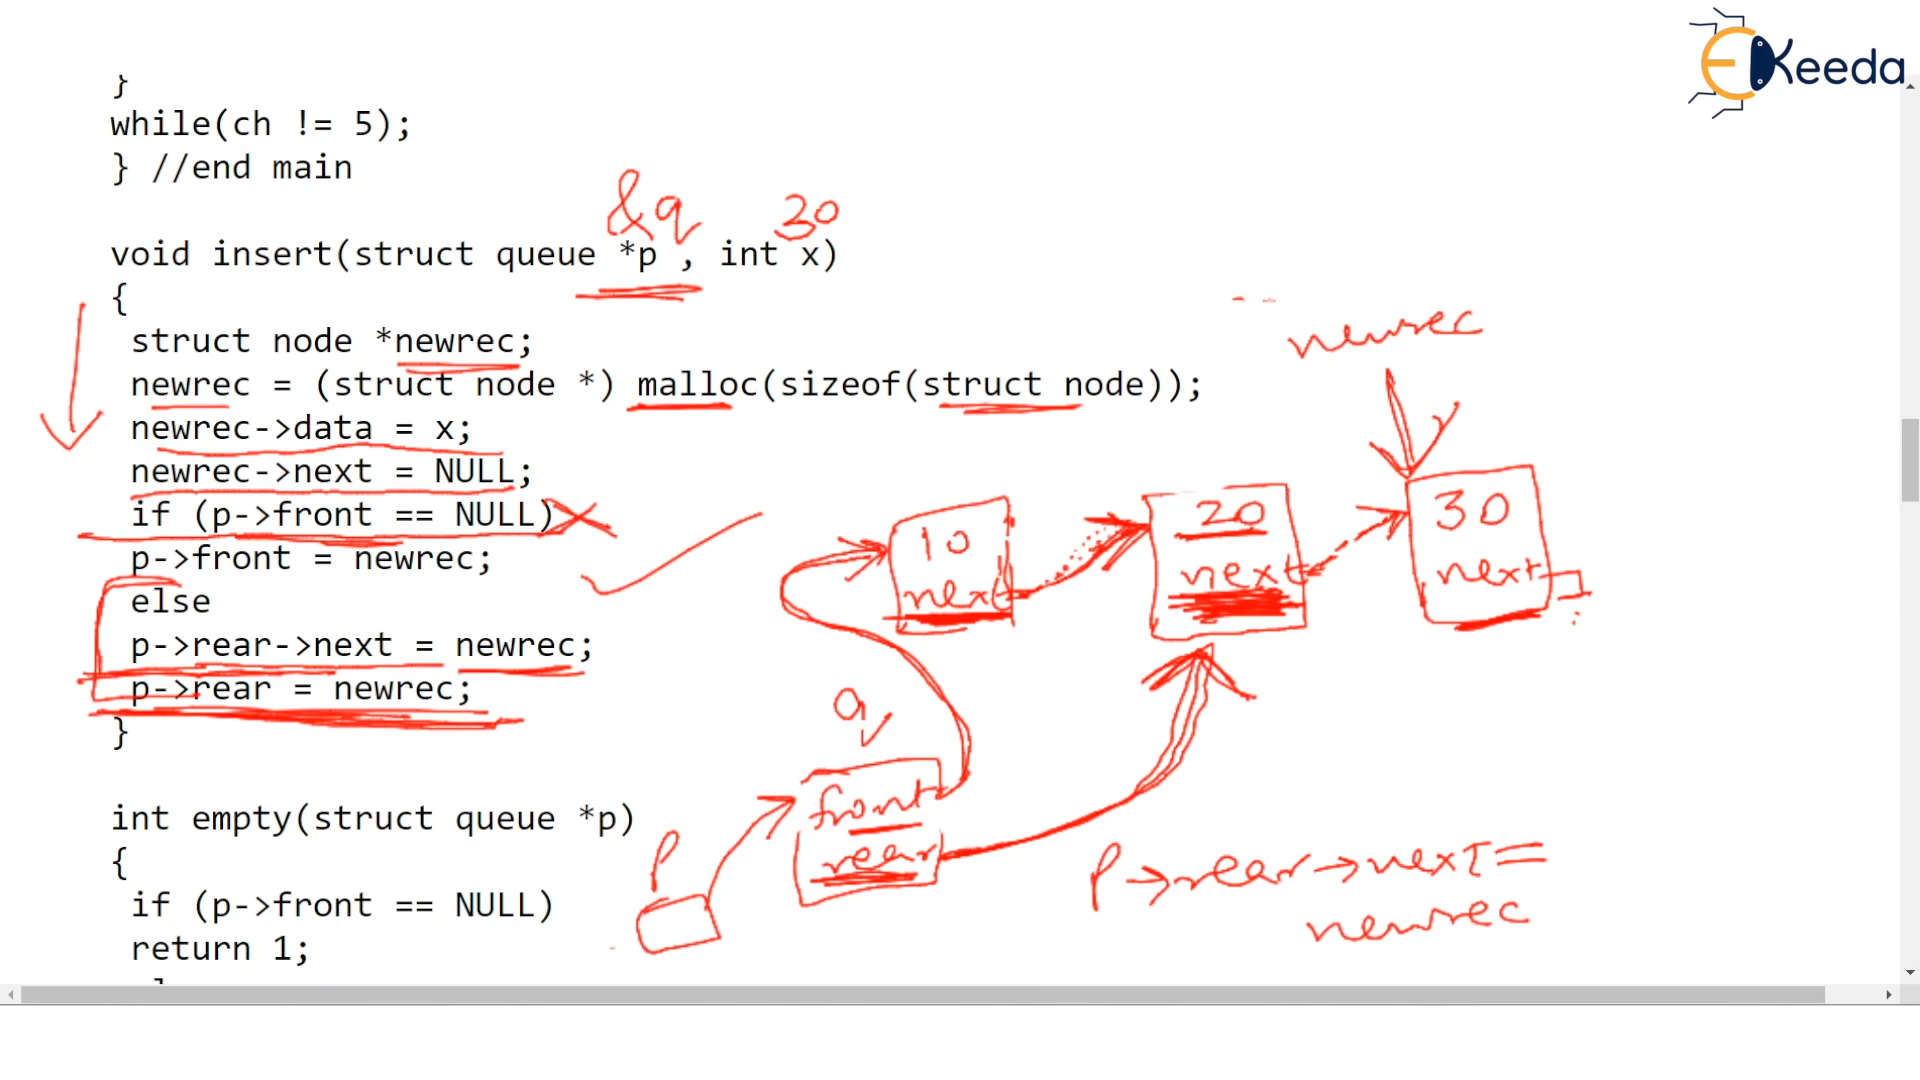 EKeeda
}
while(ch != 5);
} //end main
&q 30
void insert(struct queue *p , int x)
{
struct node *newrec;
newrec = (struct node *) malloc(sizeof(struct node));
newrec->data = x;
newrec->next = NULL;
if (p->front == NULL)
p->front = newrec;
else
p->rear->next = newrec;
p->rear = newrec;
}
int empty(struct queue *p)
{
if (p->front == NULL)
return 1;
newrec
10
next
20
next
30
next
q
front
rear
p
p->rear->next =
newrec